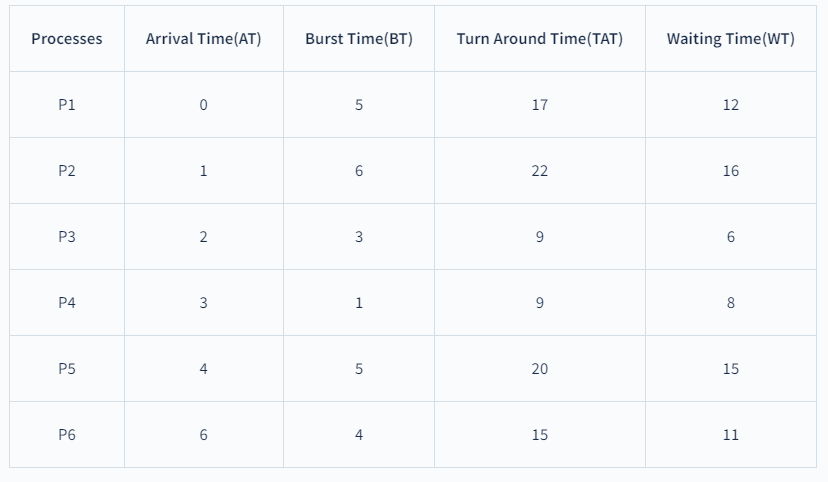 Processes Arrival Time(AT) Burst Time(BT) Turn Around Time(TAT) Waiting Time(WT)
P1 0 5 17 12
P2 1 6 22 16
P3 2 3 9 6
P4 3 1 9 8
P5 4 5 20 15
P6 6 4 15 11